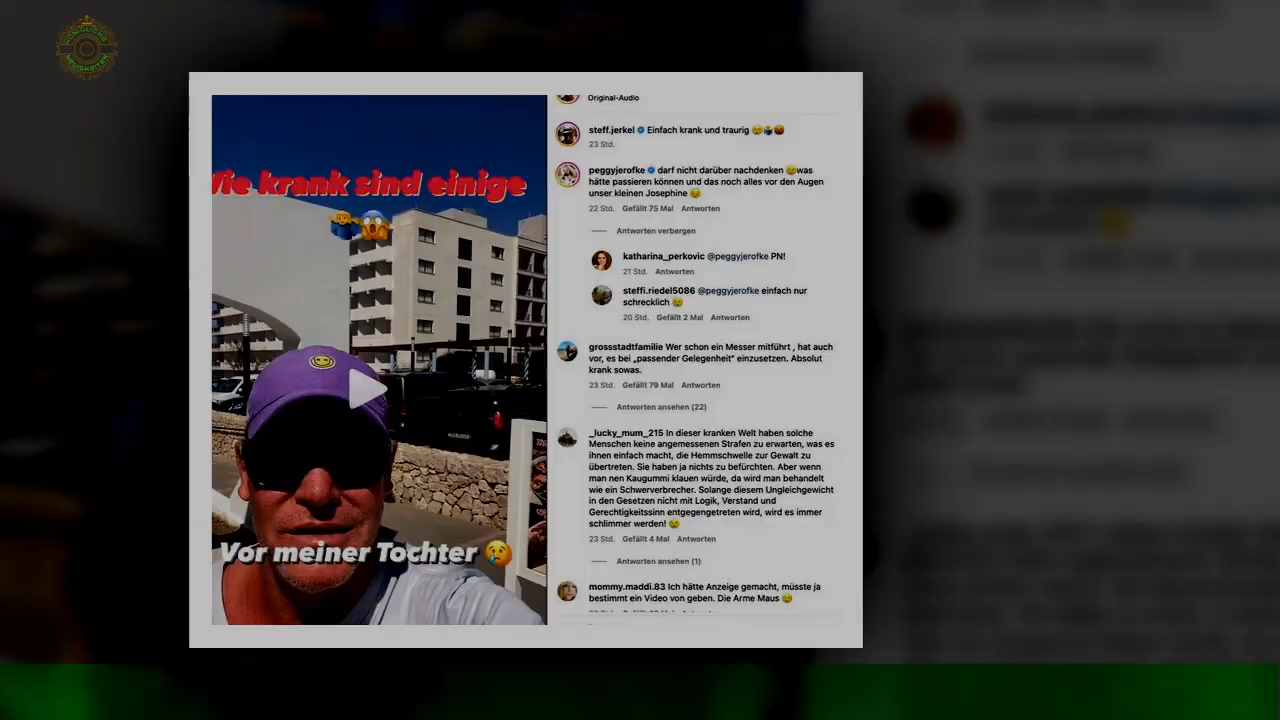 KÖNIGLICHE
NEUIGKEITEN
Wie krank sind einige
Vor meiner Tochter 😢
Original-Audio
steff.jerkel Einfach krank und traurig 😢🤷‍♂️😡
23 Std.
peggyjerofke darf nicht darüber nachdenken 😢was
hätte passieren können und das noch alles vor den Augen
unser kleinen Josephine 😢
22 Std. Gefällt 75 Mal Antworten
Antworten verbergen
katharina_perkovic @peggyjerofke PN!
21 Std. Antworten
steffi.riedel5086 @peggyjerofke einfach nur
schrecklich 😢
20 Std. Gefällt 2 Mal Antworten
grossstadtfamilie Wer schon ein Messer mitführt , hat auch
vor, es bei „passender Gelegenheit" einzusetzen. Absolut
krank sowas.
23 Std. Gefällt 79 Mal Antworten
Antworten ansehen (22)
_lucky_mum_215 In dieser kranken Welt haben solche
Menschen keine angemessenen Strafen zu erwarten, was es
ihnen einfach macht, die Hemmschwelle zur Gewalt zu
übertreten. Sie haben ja nichts zu befürchten. Aber wenn
man nen Kaugummi klauen würde, da wird man behandelt
wie ein Schwerverbrecher. Solange diesem Ungleichgewicht
in den Gesetzen nicht mit Logik, Verstand und
Gerechtigkeitssinn entgegengetreten wird, wird es immer
schlimmer werden! 😢
23 Std. Gefällt 4 Mal Antworten
Antworten ansehen (1)
mommy.maddi.83 Ich hätte Anzeige gemacht, müsste ja
bestimmt ein Video von geben. Die Arme Maus 😢